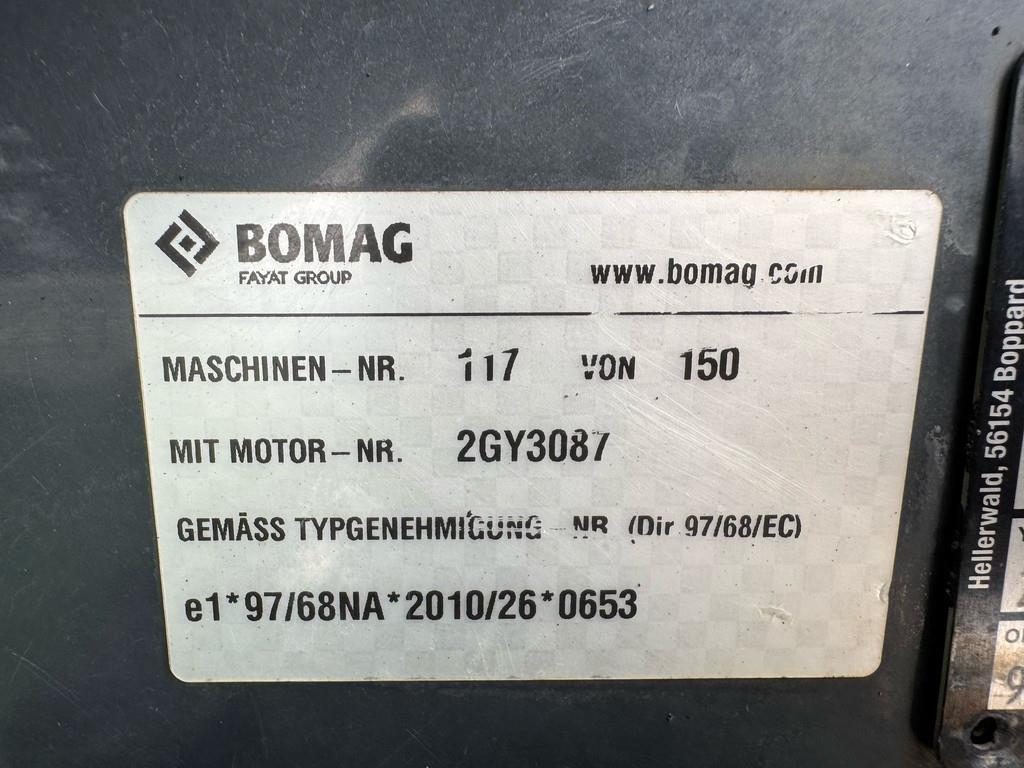 BOMAG
FAYAT GROUP
www.bomag.com
MASCHINEN – NR. 117 VON 150
MIT MOTOR – NR. 2GY3087
GEMÄSS TYPGENEHMIGUNG – NR (Dir 97/68/EC)
e1*97/68NA*2010/26*0653
Hellerwald, 56154 Boppard